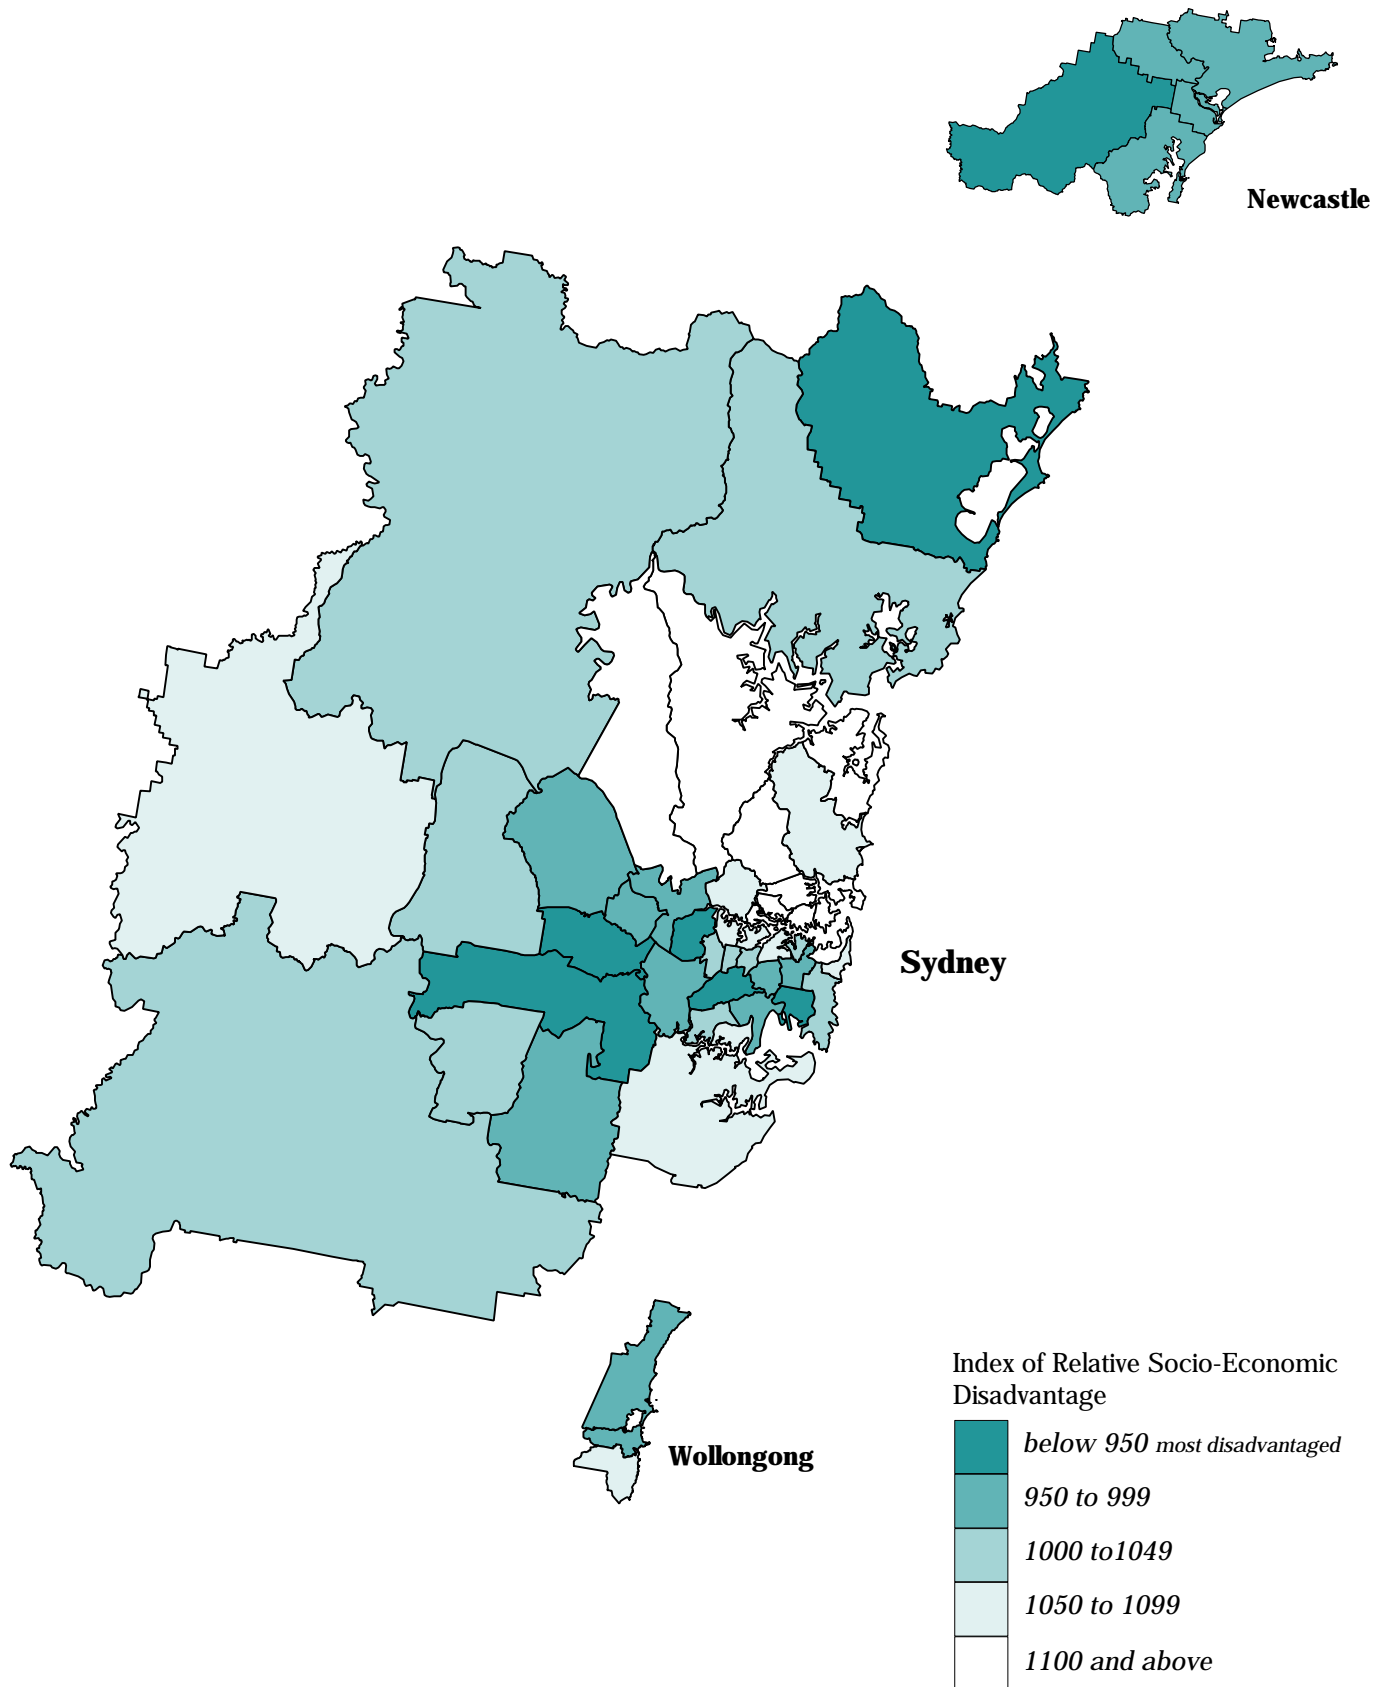 Newcastle
Sydney
Wollongong
Index of Relative Socio-Economic
Disadvantage
below 950 most disadvantaged
950 to 999
1000 to1049
1050 to 1099
1100 and above